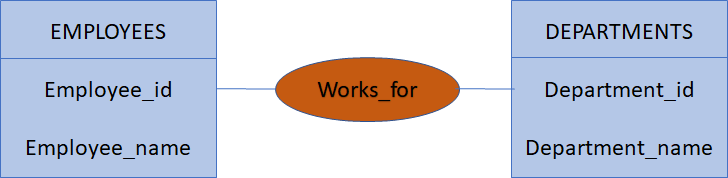 EMPLOYEES
Employee_id
Employee_name
Works_for
DEPARTMENTS
Department_id
Department_name